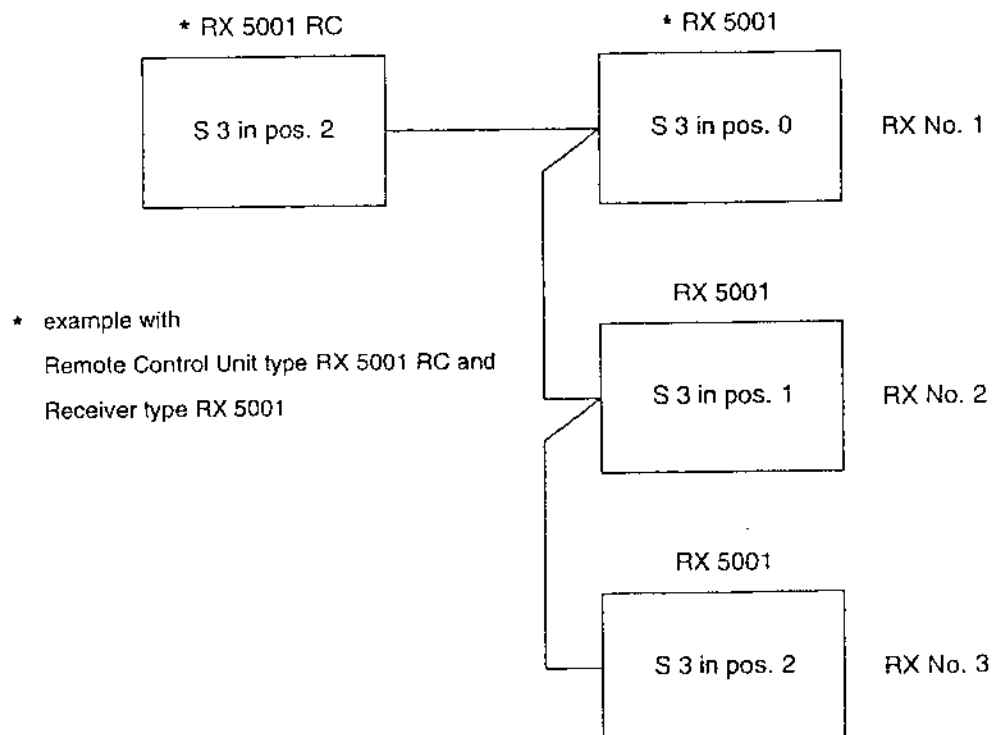 * RX 5001 RC
* RX 5001
S 3 in pos. 2
S 3 in pos. 0
RX No. 1
RX 5001
* example with
Remote Control Unit type RX 5001 RC and
Receiver type RX 5001
S 3 in pos. 1
RX No. 2
RX 5001
S 3 in pos. 2
RX No. 3